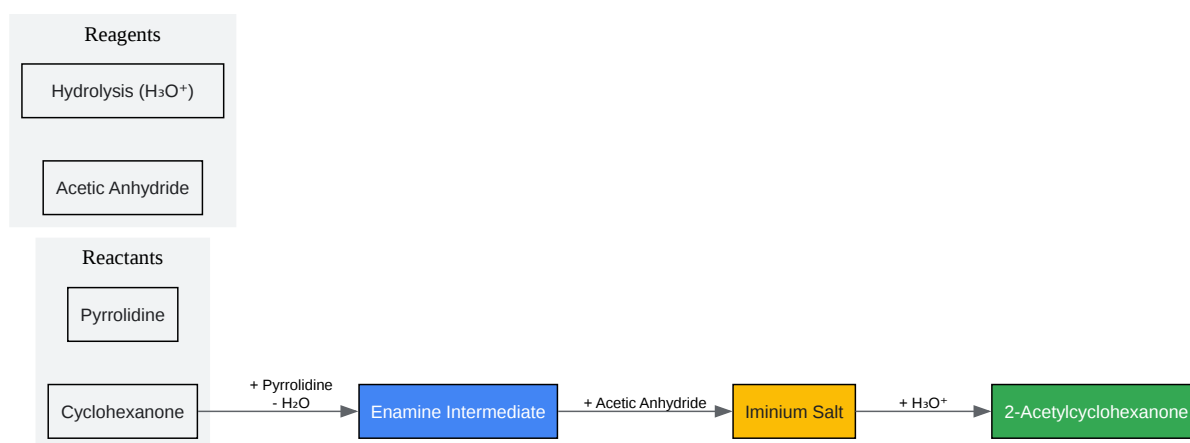 Reagents
Hydrolysis (H₃O⁺)
Acetic Anhydride
Reactants
Pyrrolidine
Cyclohexanone
+ Pyrrolidine
- H₂O
Enamine Intermediate
+ Acetic Anhydride
Iminium Salt
+ H₃O⁺
2-Acetylcyclohexanone